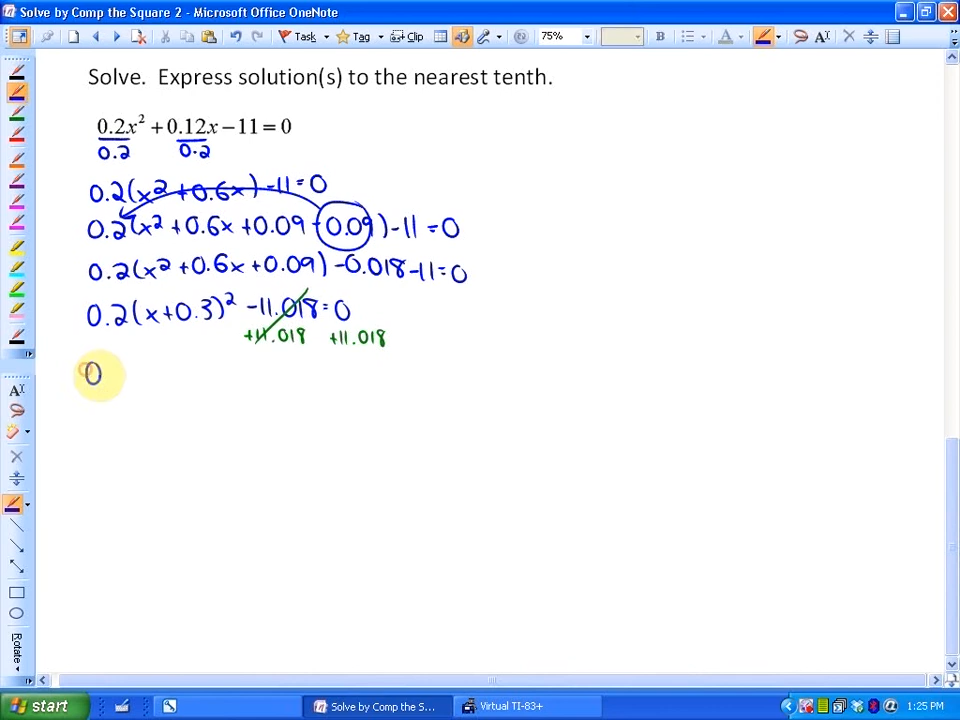 Solve by Comp the Square 2 - Microsoft Office OneNote
Task Tag Clip 75% B A A
Solve. Express solution(s) to the nearest tenth.
0.2x² + 0.12x − 11 = 0
0.2 0.2
0.2(x² + 0.6x) - 11 = 0
0.2(x² + 0.6x + 0.09 - 0.09) - 11 = 0
0.2(x² + 0.6x + 0.09) - 0.018 - 11 = 0
0.2(x + 0.3)² - 11.018 = 0
+11.018 +11.018
0
A
Rotate
start Solve by Comp the S... Virtual TI-83+ 1:25 PM